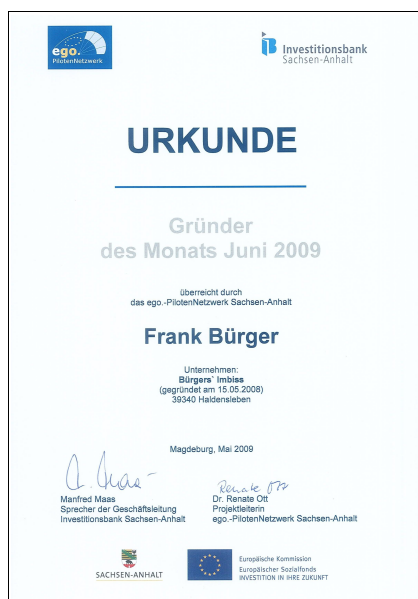 ego.
PilotenNetzwerk
Investitionsbank
Sachsen-Anhalt
URKUNDE
Gründer
des Monats Juni 2009
überreicht durch
das ego.-PilotenNetzwerk Sachsen-Anhalt
Frank Bürger
Unternehmen:
Bürgers` Imbiss
(gegründet am 15.05.2008)
39340 Haldensleben
Magdeburg, Mai 2009
Renate Ott
Manfred Maas
Sprecher der Geschäftsleitung
Investitionsbank Sachsen-Anhalt
Dr. Renate Ott
Projektleiterin
ego.-PilotenNetzwerk Sachsen-Anhalt
SACHSEN-ANHALT
Europäische Kommission
Europäischer Sozialfonds
INVESTITION IN IHRE ZUKUNFT